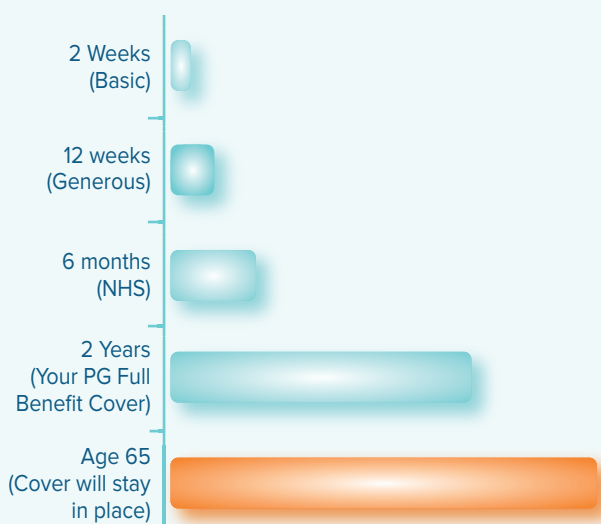 2 Weeks
(Basic)
12 weeks
(Generous)
6 months
(NHS)
2 Years
(Your PG Full
Benefit Cover)
Age 65
(Cover will stay
in place)